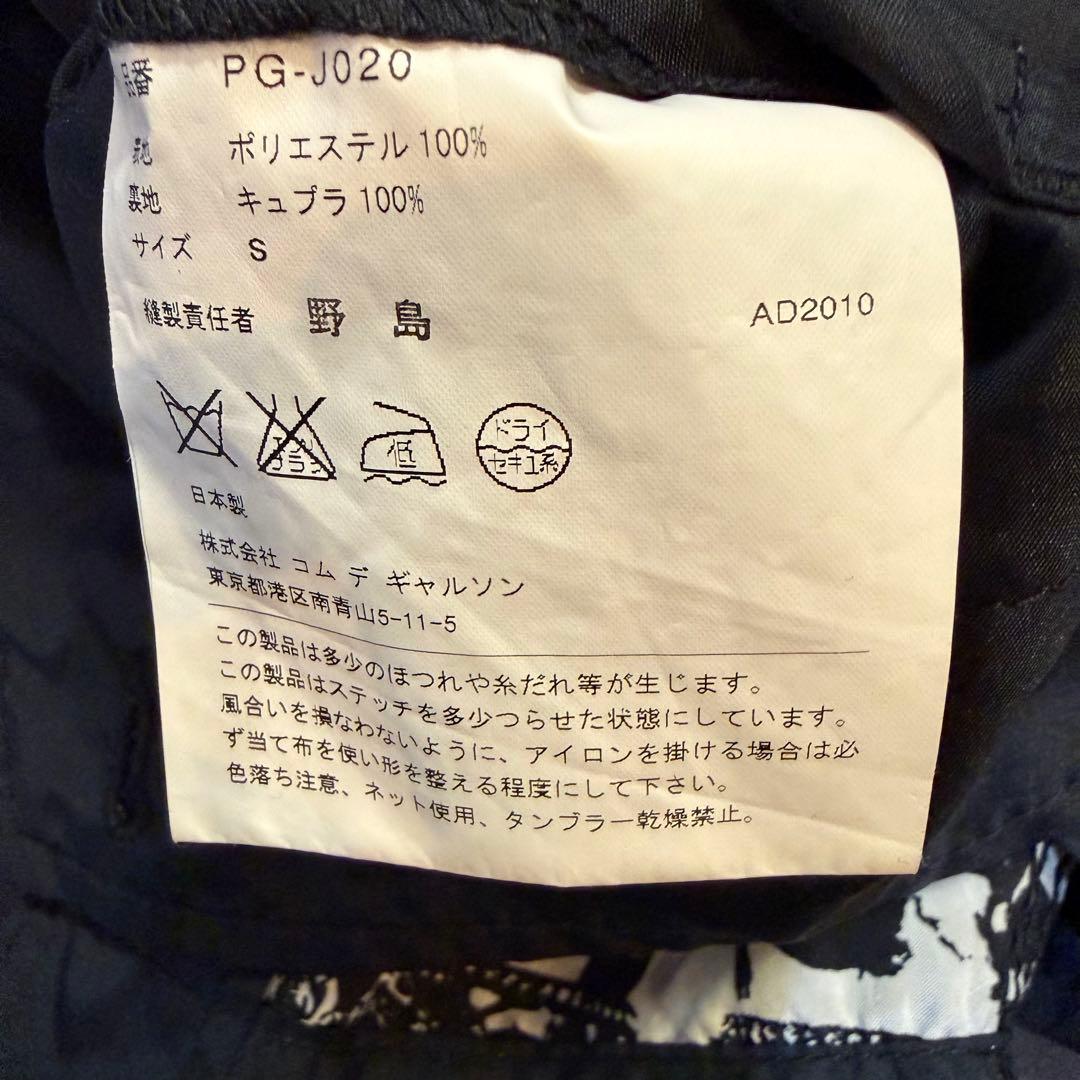 品番 PG-J020
表地 ポリエステル 100%
裏地 キュプラ 100%
サイズ S
縫製責任者 野島 AD2010
エンソ
サラシ
低
ドライ
セキユ系
日本製
株式会社 コム デ ギャルソン
東京都港区南青山5-11-5
この製品は多少のほつれや糸だれ等が生じます。
この製品はステッチを多少つらせた状態にしています。
風合いを損なわないように、アイロンを掛ける場合は必
ず当て布を使い形を整える程度にして下さい。
色落ち注意、ネット使用、タンブラー乾燥禁止。